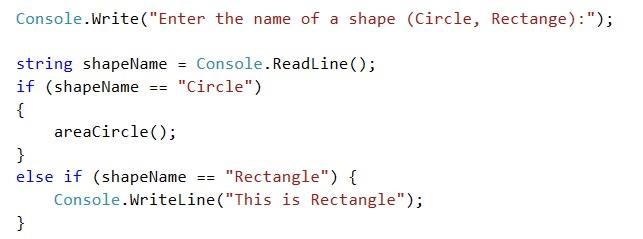 Console.Write("Enter the name of a shape (Circle, Rectange):");
string shapeName = Console.ReadLine();
if (shapeName == "Circle")
{
areaCircle();
}
else if (shapeName == "Rectangle") {
Console.WriteLine("This is Rectangle");
}